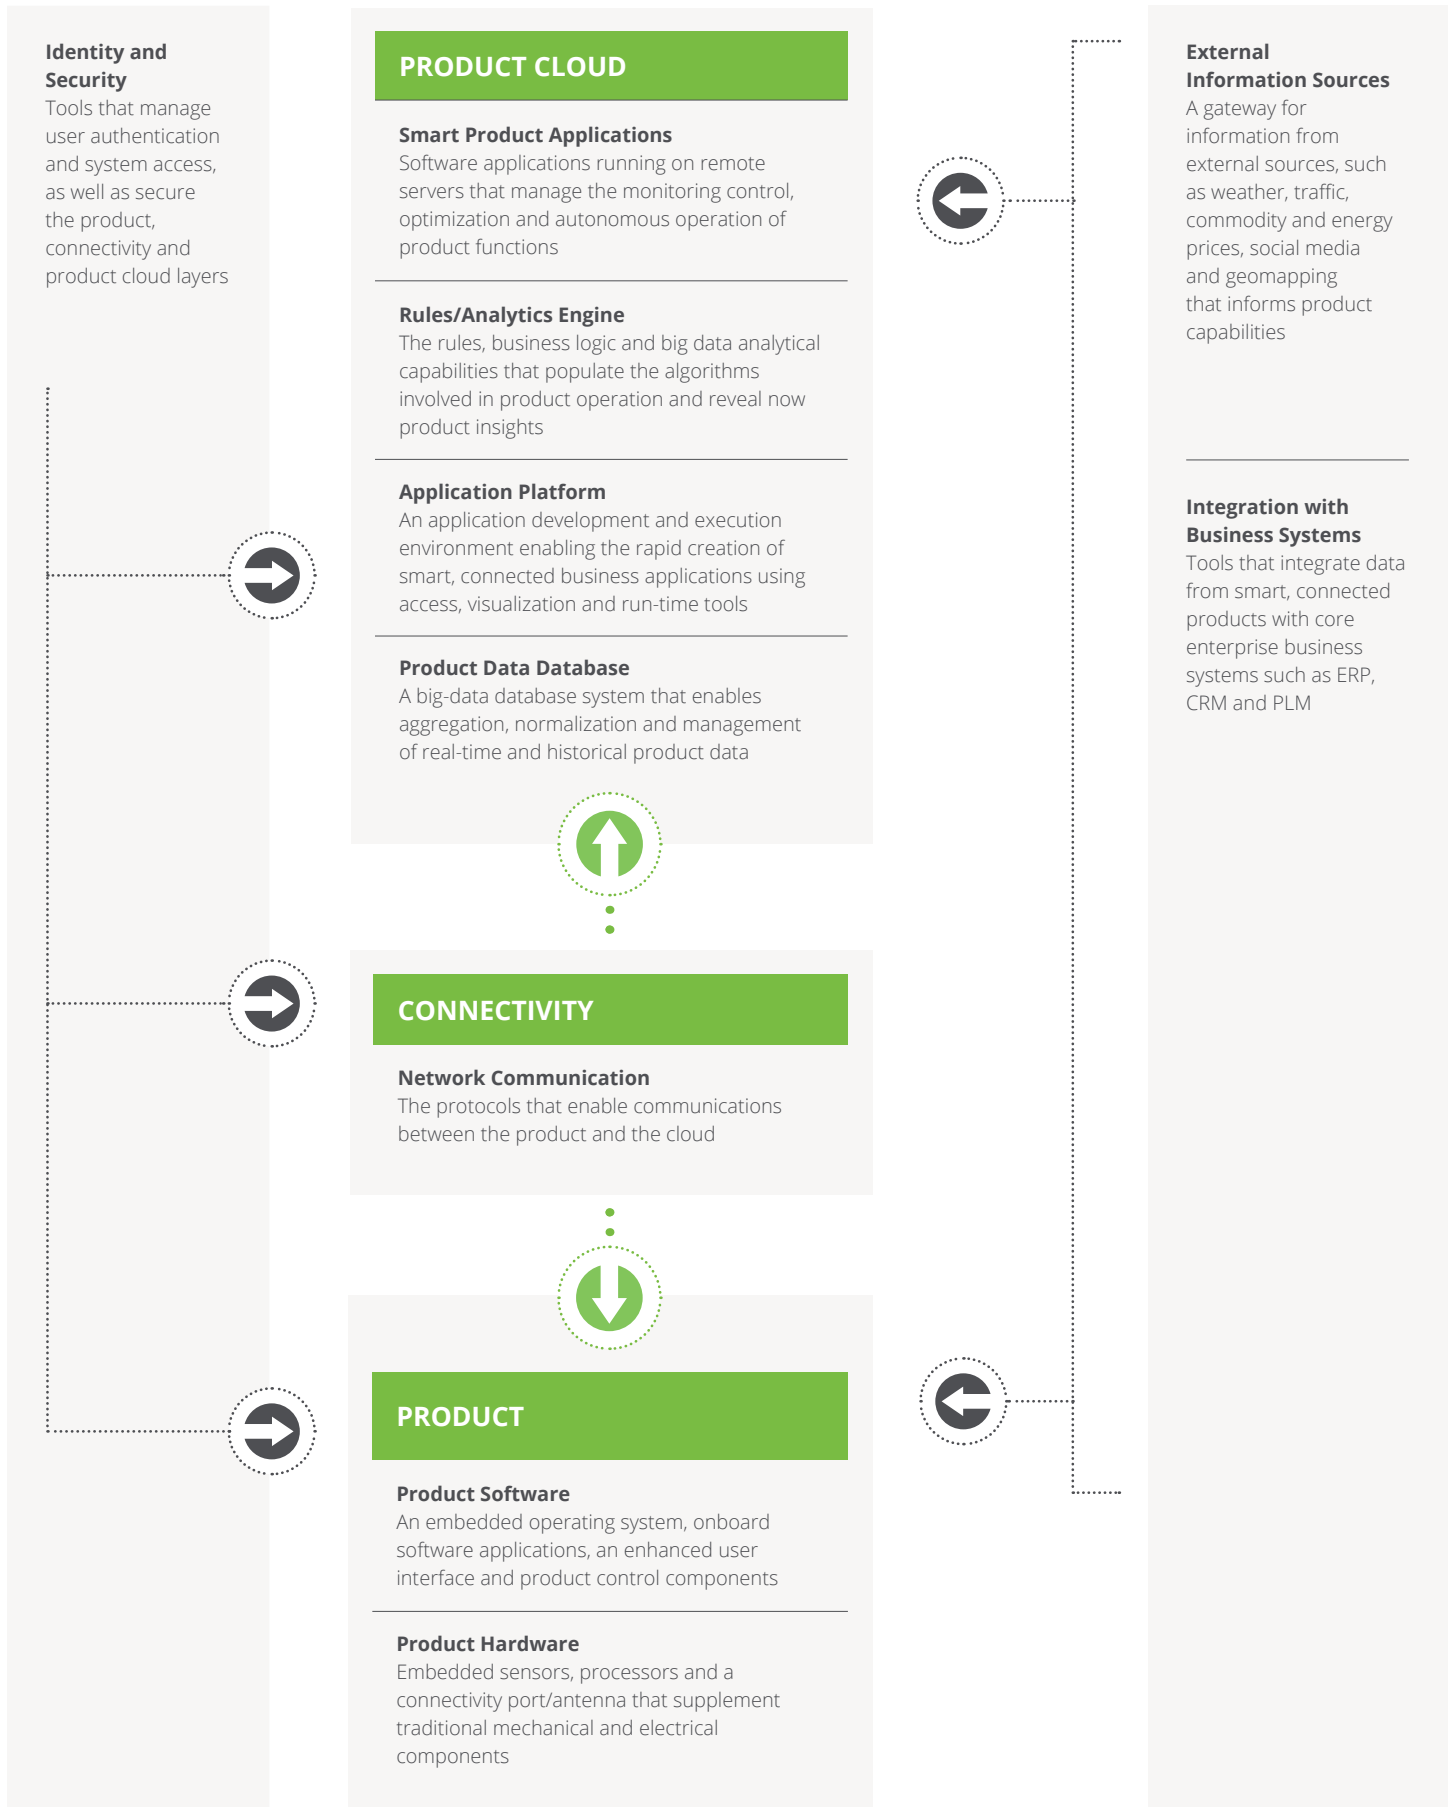 Identity and
Security
Tools that manage
user authentication
and system access,
as well as secure
the product,
connectivity and
product cloud layers
PRODUCT CLOUD
Smart Product Applications
Software applications running on remote
servers that manage the monitoring control,
optimization and autonomous operation of
product functions
Rules/Analytics Engine
The rules, business logic and big data analytical
capabilities that populate the algorithms
involved in product operation and reveal now
product insights
Application Platform
An application development and execution
environment enabling the rapid creation of
smart, connected business applications using
access, visualization and run-time tools
Product Data Database
A big-data database system that enables
aggregation, normalization and management
of real-time and historical product data
CONNECTIVITY
Network Communication
The protocols that enable communications
between the product and the cloud
PRODUCT
Product Software
An embedded operating system, onboard
software applications, an enhanced user
interface and product control components
Product Hardware
Embedded sensors, processors and a
connectivity port/antenna that supplement
traditional mechanical and electrical
components
External
Information Sources
A gateway for
information from
external sources, such
as weather, traffic,
commodity and energy
prices, social media
and geomapping
that informs product
capabilities
Integration with
Business Systems
Tools that integrate data
from smart, connected
products with core
enterprise business
systems such as ERP,
CRM and PLM